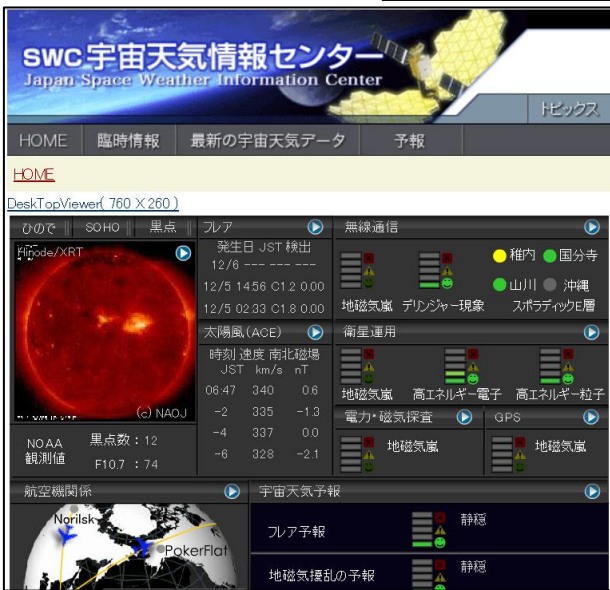 SWC宇宙天気情報センター
Japan Space Weather Information Center
トピックス
HOME 臨時情報 最新の宇宙天気データ 予報
HOME
DeskTopViewer( 760 X 260 )
ひので SOHO 黒点
Hinode/XRT
(c) NAOJ
NOAA
観測値
黒点数：12
F10.7 ：74
フレア
発生日 JST 検出
12/6 --- --- ---
12/5 14:56 C1.2 0.00
12/5 02:33 C1.8 0.00
太陽風(ACE)
時刻 速度 南北磁場
JST km/s nT
06:47 340 0.6
-2 335 -1.3
-4 337 0.0
-6 328 -2.1
無線通信
地磁気嵐 デリンジャー現象
稚内 国分寺
山川 沖縄
スポラディックE層
衛星運用
地磁気嵐 高エネルギー電子 高エネルギー粒子
電力・磁気探査
地磁気嵐
GPS
地磁気嵐
航空機関係
Norilsk
PokerFlat
宇宙天気予報
フレア予報 静穏
地磁気擾乱の予報 静穏